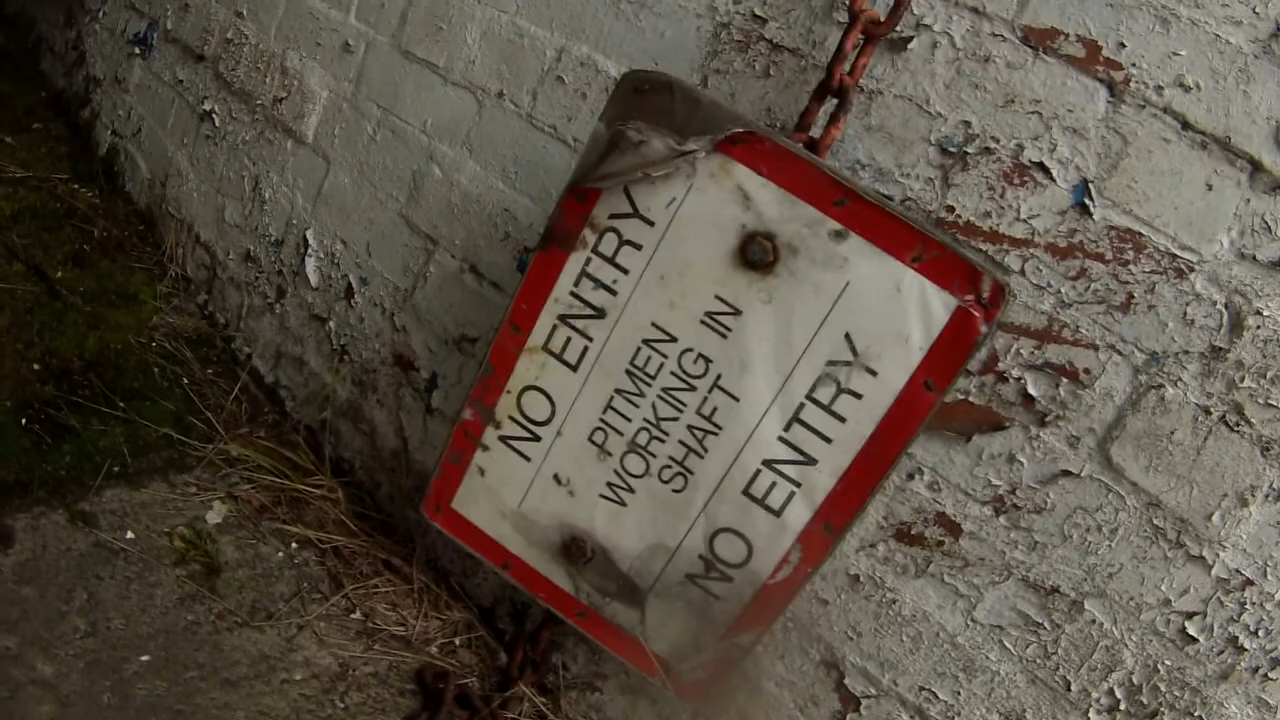 NO ENTRY
PITMEN
WORKING IN
SHAFT
NO ENTRY